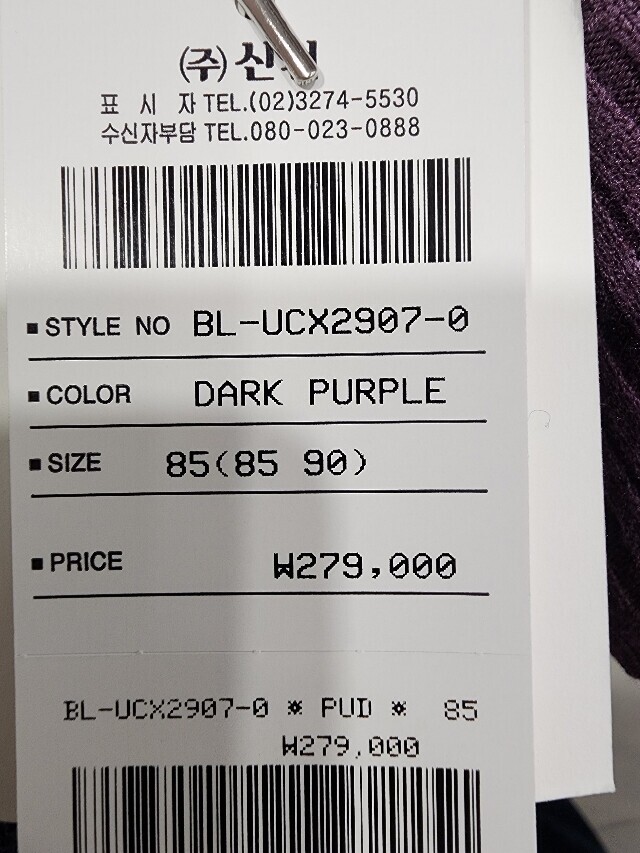 (주) 신
표 시 자 TEL.(02)3274-5530
수신자부담 TEL.080-023-0888
■ STYLE NO BL-UCX2907-0
■ COLOR DARK PURPLE
■ SIZE 85(85 90)
■ PRICE ₩279,000
BL-UCX2907-0 * PUD * 85
₩279,000